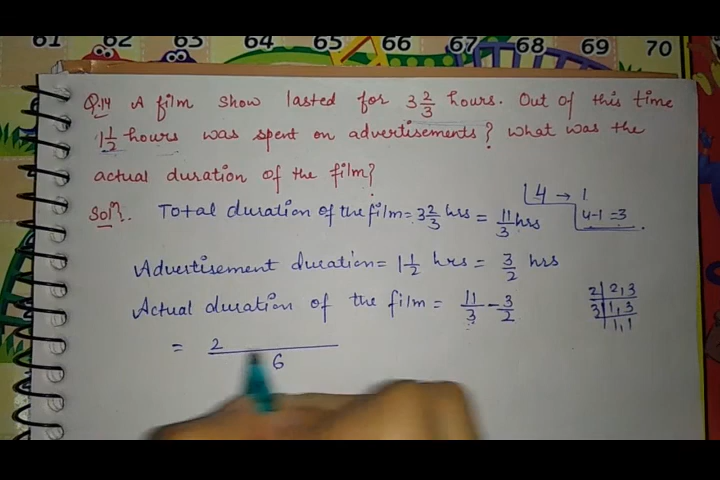 61 62 63 64 65 66 67 68 69 70
Q.14 A film show lasted for 3 2/3 hours. Out of this time
1 1/2 hours was spent on advertisements? What was the
actual duration of the film?
Solⁿ. Total duration of the film = 3 2/3 hrs = 11/3 hrs
4 → 1
4-1 = 3
Advertisement duration = 1 1/2 hrs = 3/2 hrs
Actual duration of the film = 11/3 - 3/2
2 | 2, 3
3 | 1, 3
1, 1
= 2
6